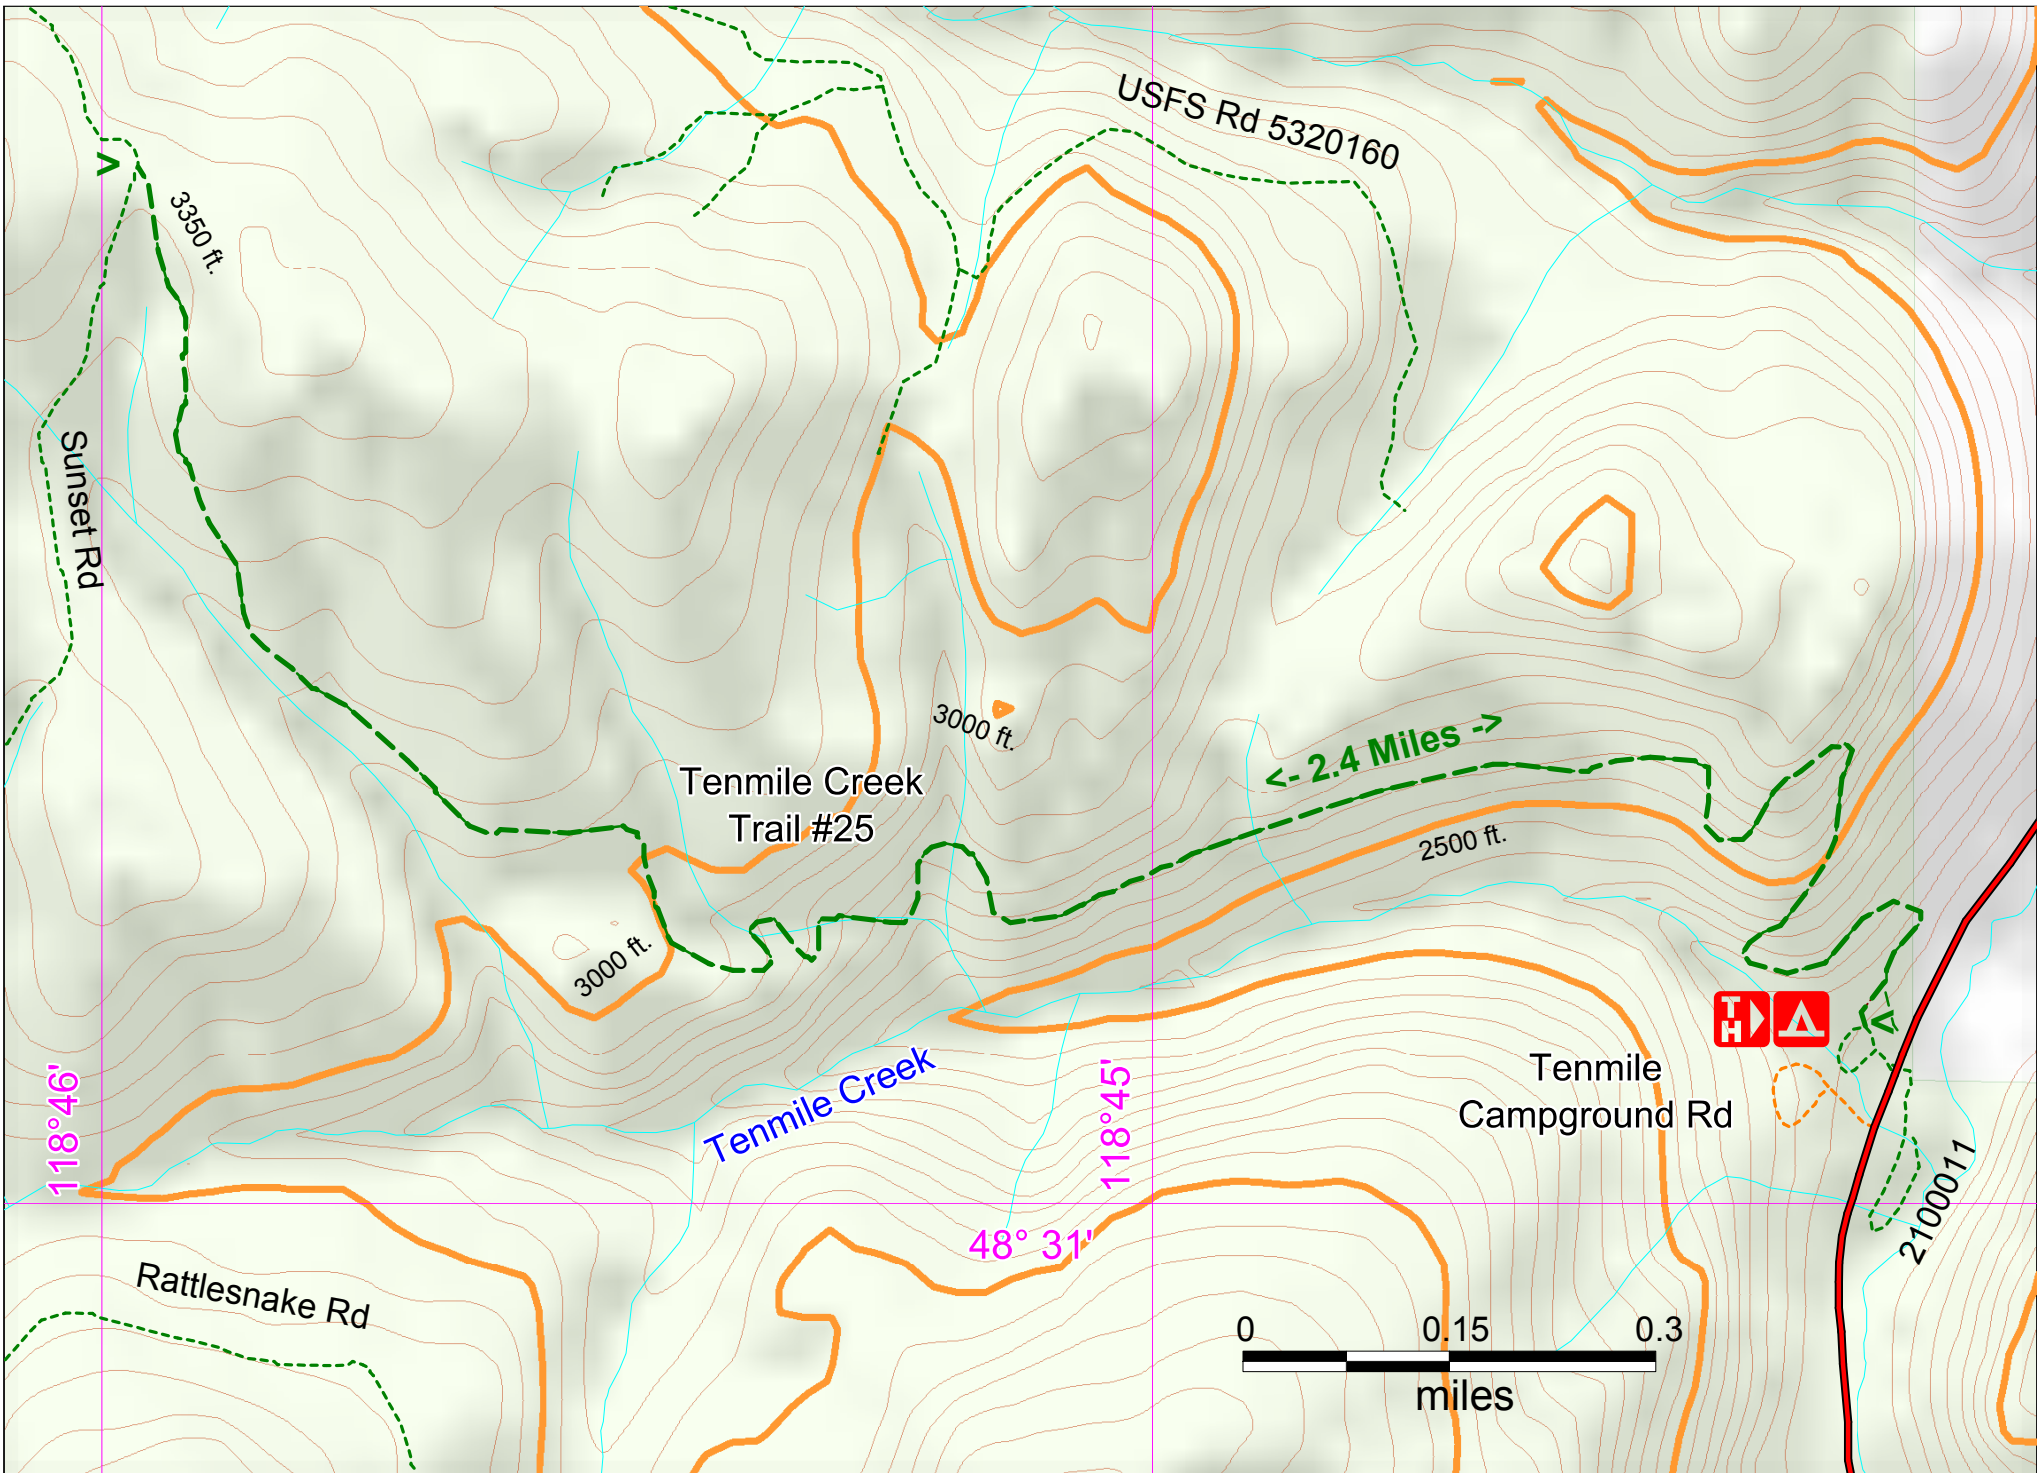 USFS Rd 5320160
>
3350 ft.
Sunset Rd
3000 ft.
<- 2.4 Miles ->
Tenmile Creek
Trail #25
2500 ft.
3000 ft.
TH
<
Tenmile
Campground Rd
Tenmile Creek
118°46'
118°45'
2100011
48° 31'
Rattlesnake Rd
0 0.15 0.3
miles